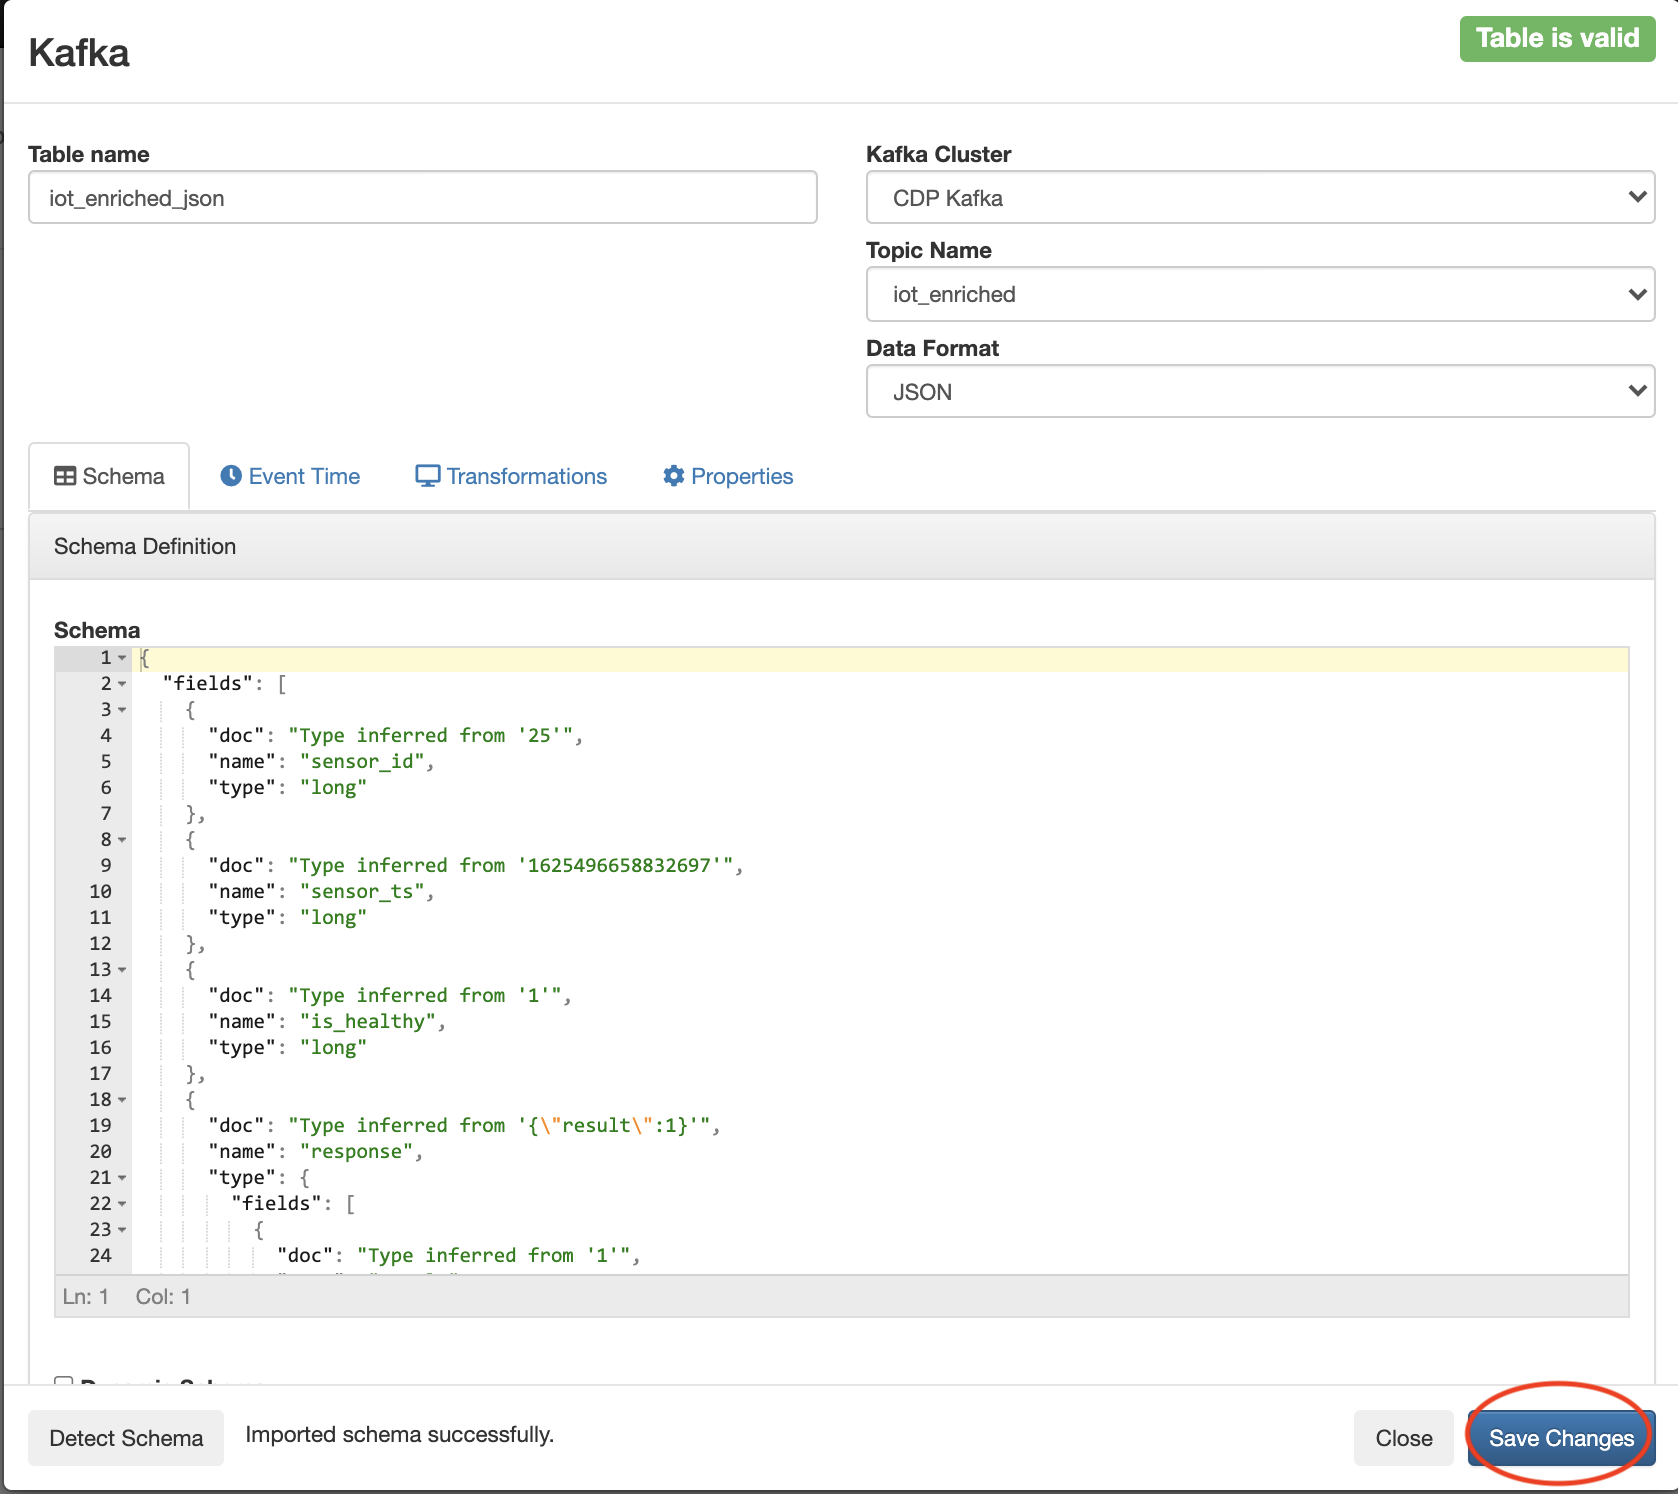 Kafka
Table is valid
Table name
iot_enriched_json
Kafka Cluster
CDP Kafka
Topic Name
iot_enriched
Data Format
JSON
Schema
Event Time
Transformations
Properties
Schema Definition
Schema
1 {
2 "fields": [
3 {
4 "doc": "Type inferred from '25'",
5 "name": "sensor_id",
6 "type": "long"
7 },
8 {
9 "doc": "Type inferred from '1625496658832697'",
10 "name": "sensor_ts",
11 "type": "long"
12 },
13 {
14 "doc": "Type inferred from '1'",
15 "name": "is_healthy",
16 "type": "long"
17 },
18 {
19 "doc": "Type inferred from '{\"result\":1}'",
20 "name": "response",
21 "type": {
22 "fields": [
23 {
24 "doc": "Type inferred from '1'",
Ln: 1 Col: 1
Detect Schema
Imported schema successfully.
Close
Save Changes